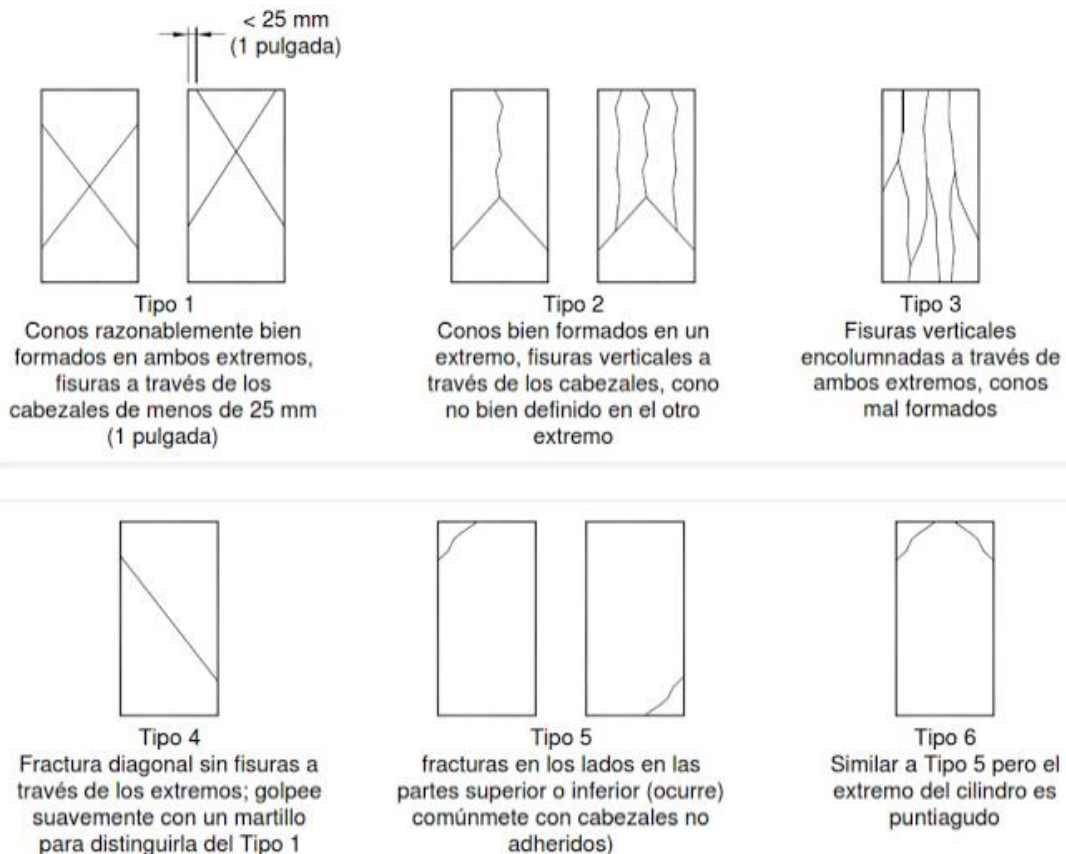 < 25 mm
(1 pulgada)
Tipo 1
Conos razonablemente bien
formados en ambos extremos,
fisuras a través de los
cabezales de menos de 25 mm
(1 pulgada)
Tipo 2
Conos bien formados en un
extremo, fisuras verticales a
través de los cabezales, cono
no bien definido en el otro
extremo
Tipo 3
Fisuras verticales
encolumnadas a través de
ambos extremos, conos
mal formados
Tipo 4
Fractura diagonal sin fisuras a
través de los extremos; golpee
suavemente con un martillo
para distinguirla del Tipo 1
Tipo 5
fracturas en los lados en las
partes superior o inferior (ocurre)
comúnmete con cabezales no
adheridos)
Tipo 6
Similar a Tipo 5 pero el
extremo del cilindro es
puntiagudo